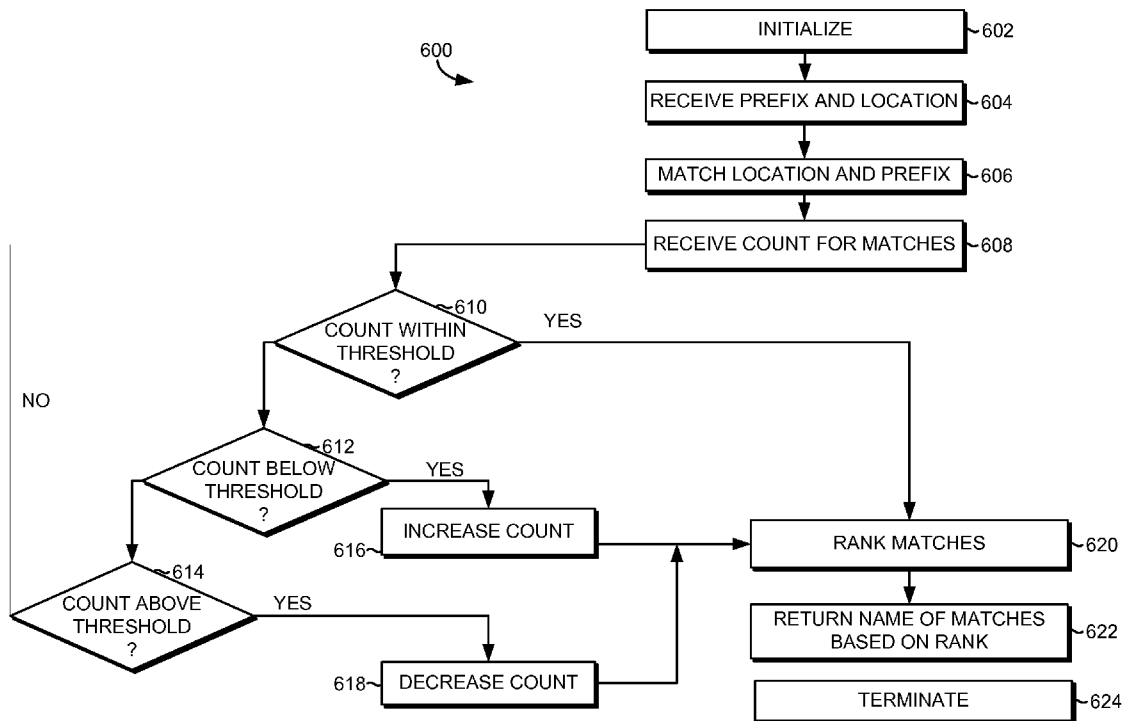 600
INITIALIZE
602
RECEIVE PREFIX AND LOCATION
604
MATCH LOCATION AND PREFIX
606
RECEIVE COUNT FOR MATCHES
608
610
COUNT WITHIN
THRESHOLD
?
YES
NO
612
COUNT BELOW
THRESHOLD
?
YES
INCREASE COUNT
616
RANK MATCHES
620
614
COUNT ABOVE
THRESHOLD
?
YES
RETURN NAME OF MATCHES
BASED ON RANK
622
618
DECREASE COUNT
TERMINATE
624